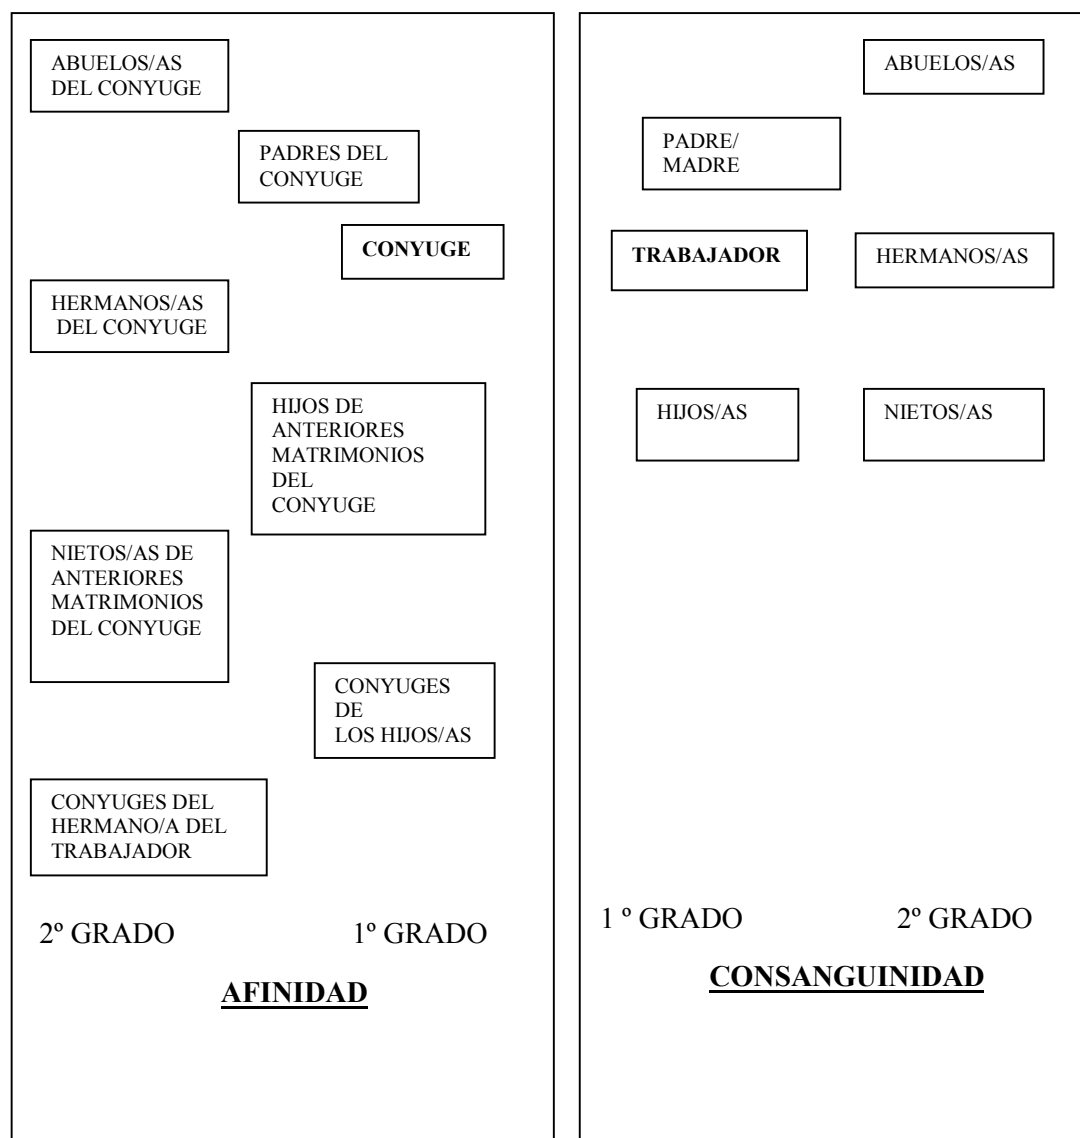 ABUELOS/AS
DEL CONYUGE
PADRES DEL
CONYUGE
CONYUGE
HERMANOS/AS
DEL CONYUGE
HIJOS DE
ANTERIORES
MATRIMONIOS
DEL
CONYUGE
NIETOS/AS DE
ANTERIORES
MATRIMONIOS
DEL CONYUGE
CONYUGES
DE
LOS HIJOS/AS
CONYUGES DEL
HERMANO/A DEL
TRABAJADOR
2º GRADO 1º GRADO
AFINIDAD
ABUELOS/AS
PADRE/
MADRE
TRABAJADOR
HERMANOS/AS
HIJOS/AS
NIETOS/AS
1 º GRADO 2º GRADO
CONSANGUINIDAD